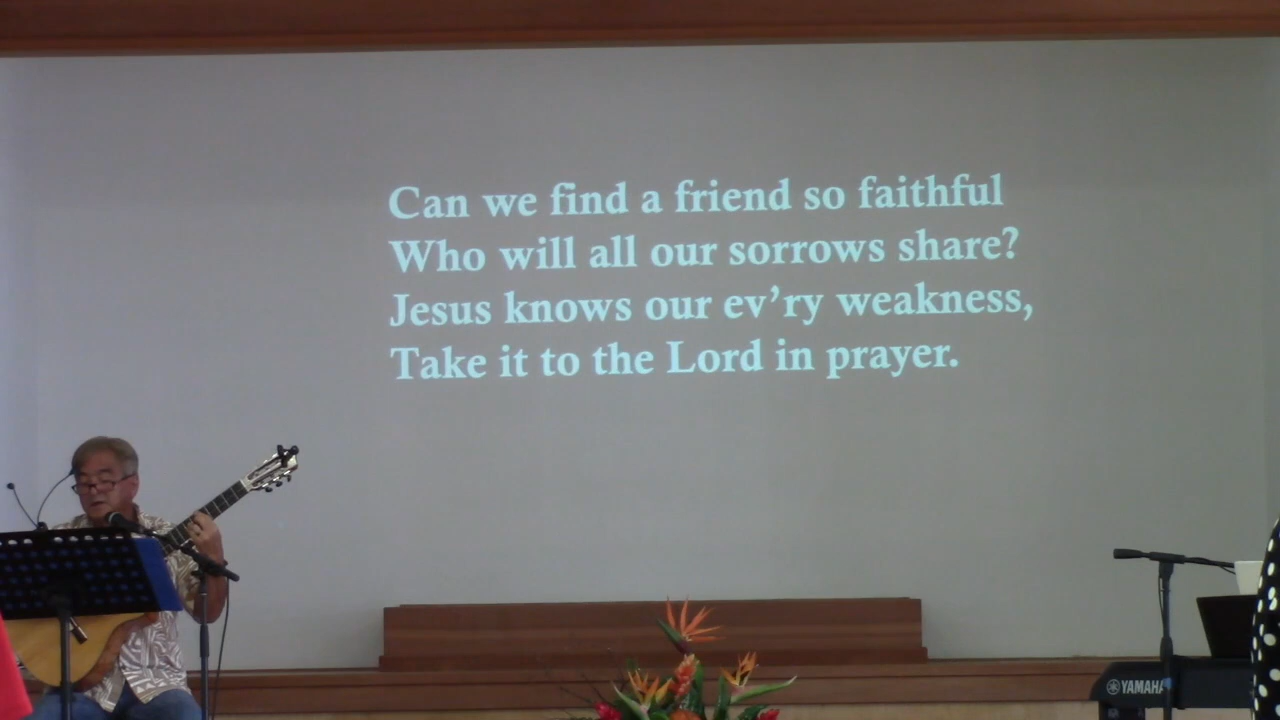 Can we find a friend so faithful
Who will all our sorrows share?
Jesus knows our ev’ry weakness,
Take it to the Lord in prayer.
YAMAHA